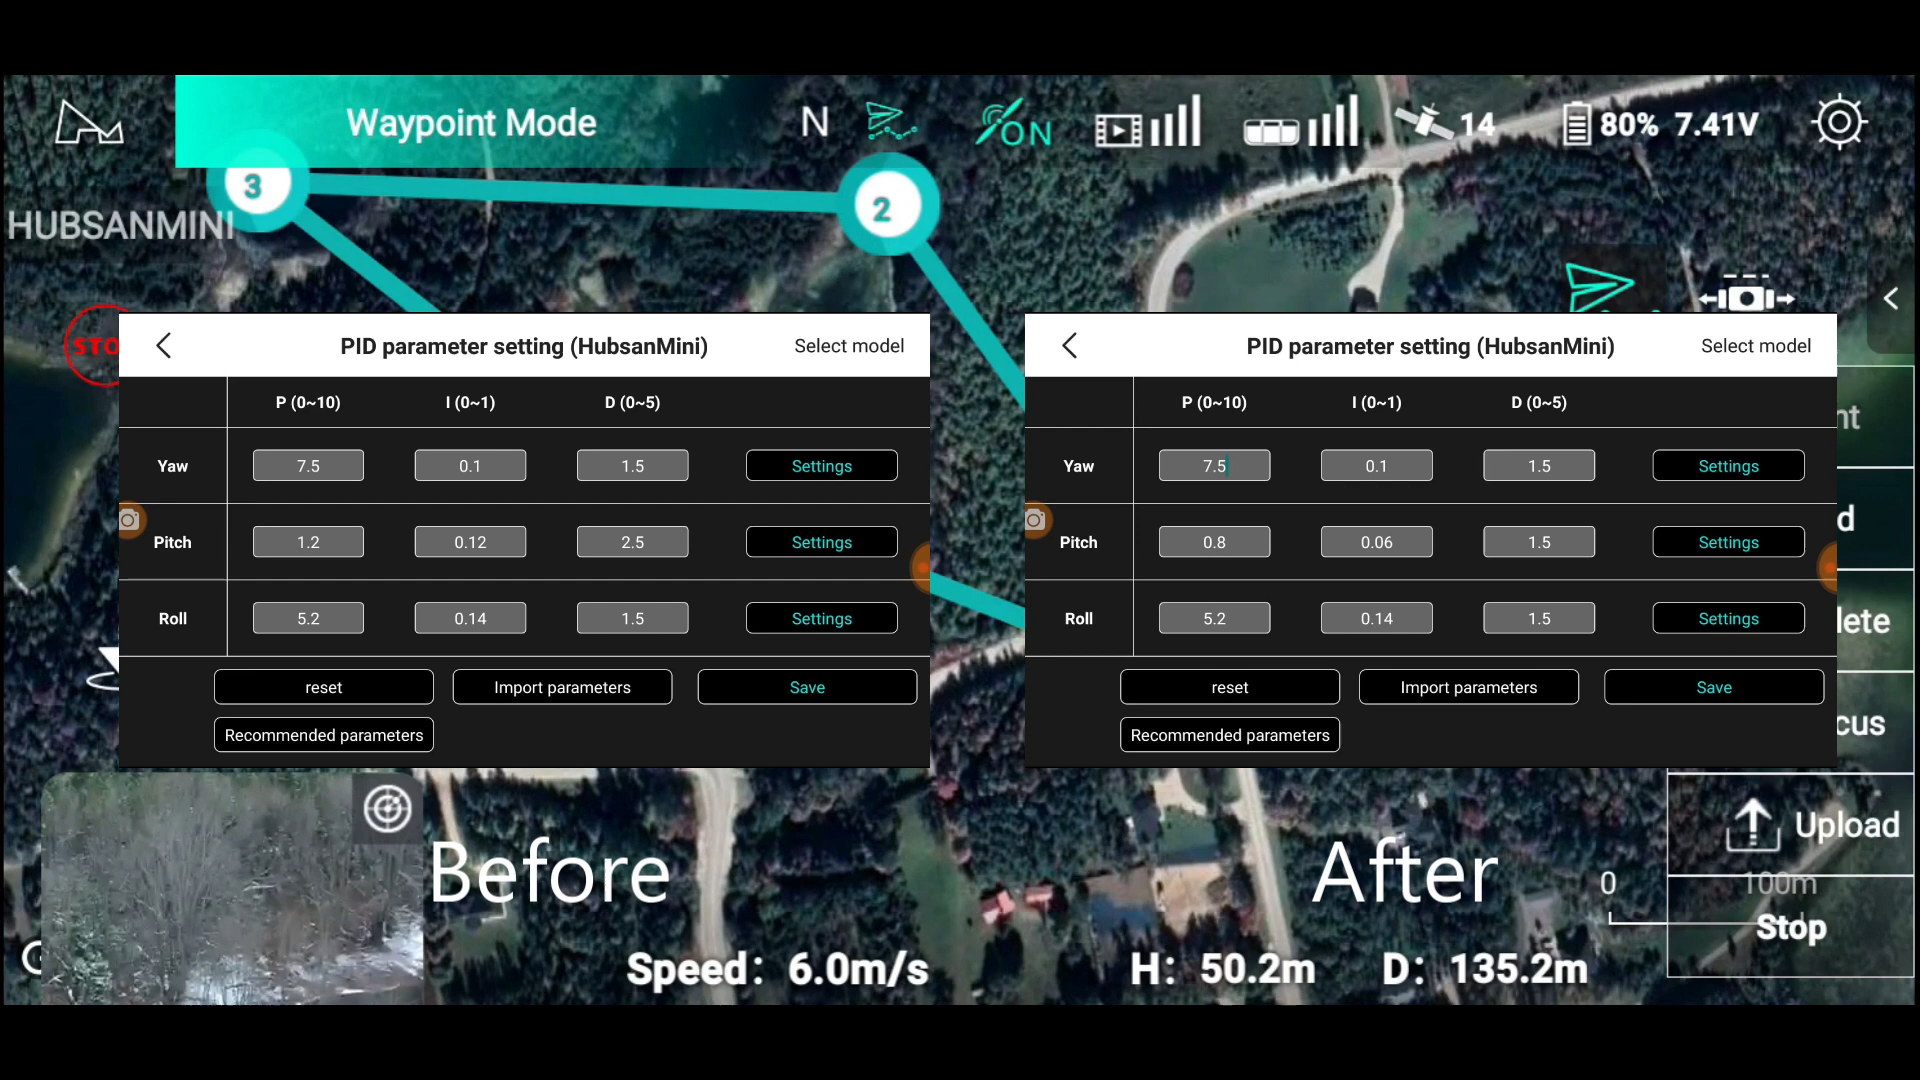 Waypoint Mode
N
ON
14
80% 7.41V
3
2
HUBSANMINI
STO
PID parameter setting (HubsanMini)
Select model
P (0~10)
I (0~1)
D (0~5)
Yaw
7.5
0.1
1.5
Settings
Pitch
1.2
0.12
2.5
Settings
Roll
5.2
0.14
1.5
Settings
reset
Import parameters
Save
Recommended parameters
PID parameter setting (HubsanMini)
Select model
P (0~10)
I (0~1)
D (0~5)
Yaw
7.5
0.1
1.5
Settings
Pitch
0.8
0.06
1.5
Settings
Roll
5.2
0.14
1.5
Settings
reset
Import parameters
Save
Recommended parameters
nt
d
lete
cus
Upload
Before
After
0
100m
Stop
Speed: 6.0m/s
H: 50.2m
D: 135.2m